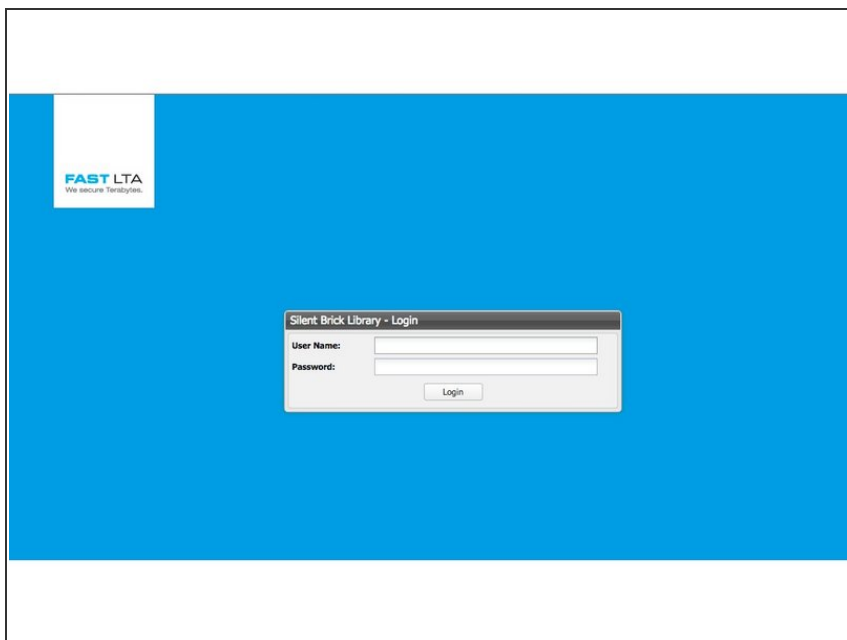 FAST LTA
We secure Terabytes.
Silent Brick Library - Login
User Name:
Password:
Login